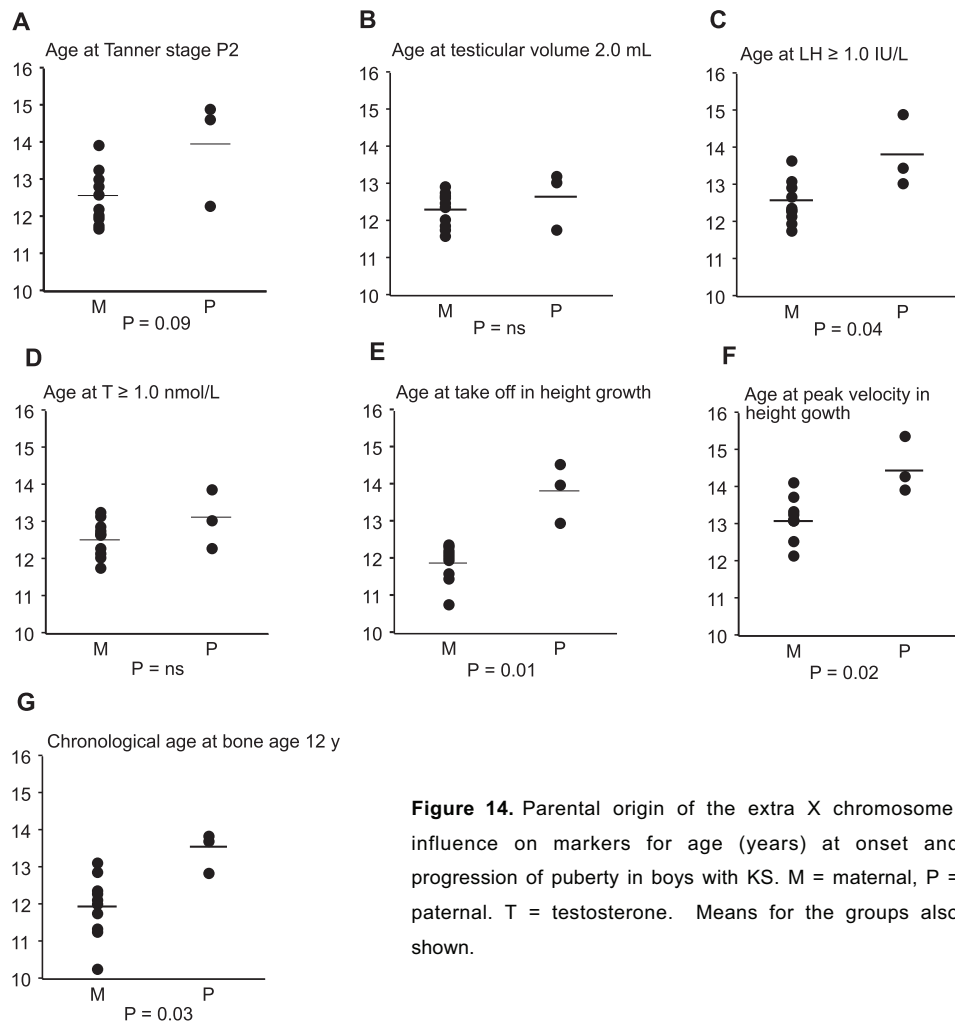 A
Age at Tanner stage P2
16
15
14
13
12
11
10
M P
P = 0.09
B
Age at testicular volume 2.0 mL
16
15
14
13
12
11
10
M P
P = ns
C
Age at LH ≥ 1.0 IU/L
16
15
14
13
12
11
10
M P
P = 0.04
D
Age at T ≥ 1.0 nmol/L
16
15
14
13
12
11
10
M P
P = ns
E
Age at take off in height growth
16
15
14
13
12
11
10
M P
P = 0.01
F
Age at peak velocity in
height gowth
16
15
14
13
12
11
10
M P
P = 0.02
G
Chronological age at bone age 12 y
16
15
14
13
12
11
10
M P
P = 0.03
Figure 14. Parental origin of the extra X chromosome
influence on markers for age (years) at onset and
progression of puberty in boys with KS. M = maternal, P =
paternal. T = testosterone. Means for the groups also
shown.